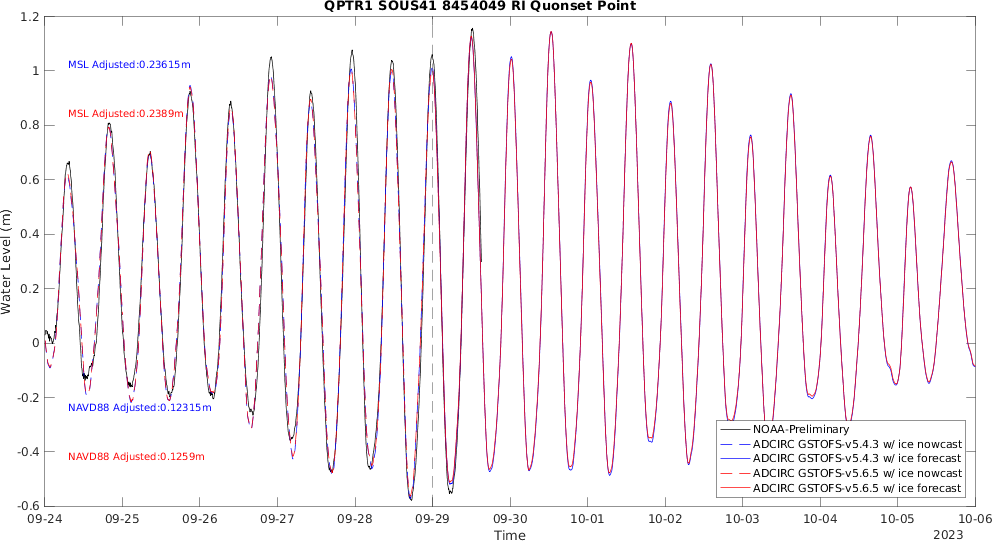 QPTR1 SOUS41 8454049 RI Quonset Point
1.2
1
0.8
0.6
0.4
0.2
0
-0.2
-0.4
-0.6
Water Level (m)
MSL Adjusted:0.23615m
MSL Adjusted:0.2389m
NAVD88 Adjusted:0.12315m
NAVD88 Adjusted:0.1259m
NOAA-Preliminary
ADCIRC GSTOFS-v5.4.3 w/ ice nowcast
ADCIRC GSTOFS-v5.4.3 w/ ice forecast
ADCIRC GSTOFS-v5.6.5 w/ ice nowcast
ADCIRC GSTOFS-v5.6.5 w/ ice forecast
09-24 09-25 09-26 09-27 09-28 09-29 09-30 10-01 10-02 10-03 10-04 10-05 10-06
Time
2023